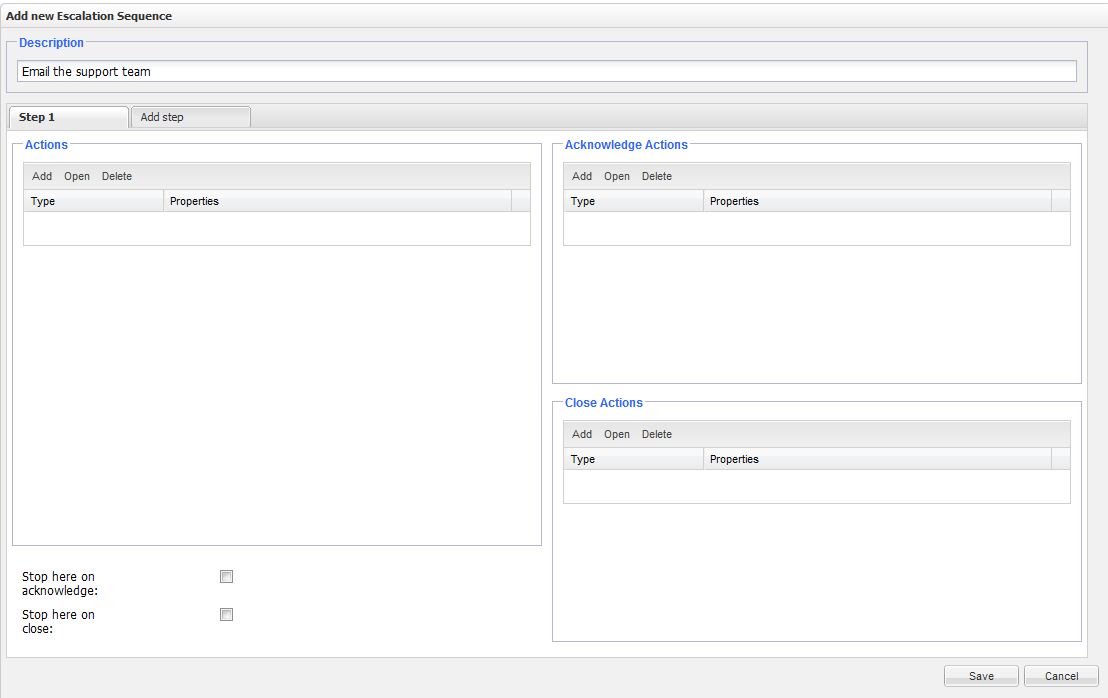 Add new Escalation Sequence
Description
Email the support team
Step 1 Add step
Actions
Add Open Delete
Type Properties
Acknowledge Actions
Add Open Delete
Type Properties
Close Actions
Add Open Delete
Type Properties
Stop here on
acknowledge:
Stop here on
close:
Save Cancel